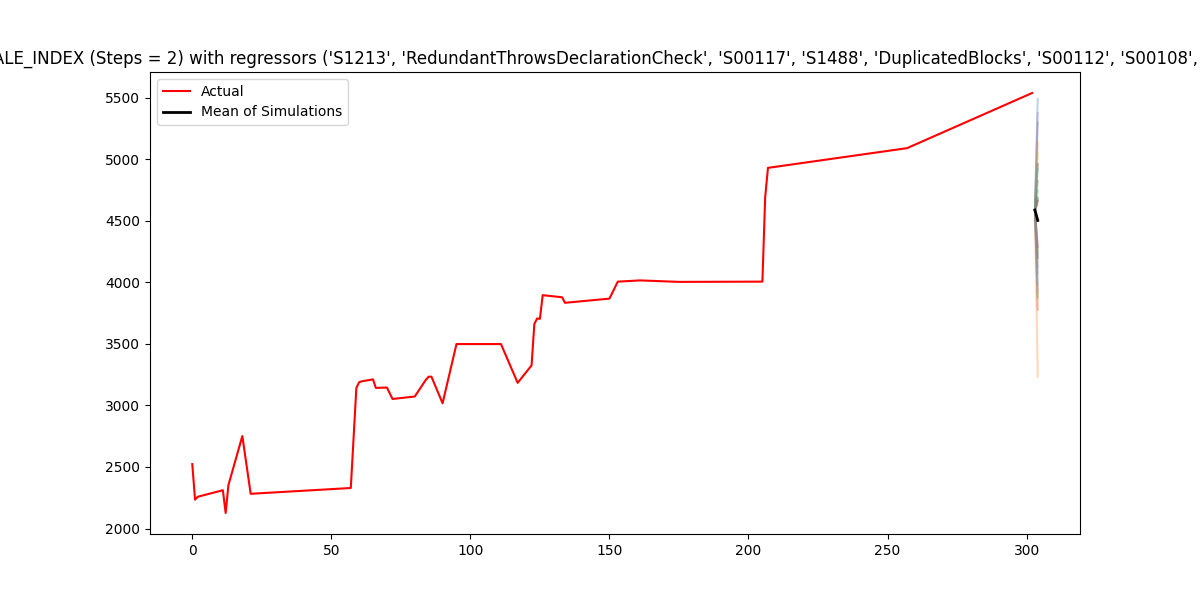 ALE_INDEX (Steps = 2) with regressors ('S1213', 'RedundantThrowsDeclarationCheck', 'S00117', 'S1488', 'DuplicatedBlocks', 'S00112', 'S00108',
Actual
Mean of Simulations
5500
5000
4500
4000
3500
3000
2500
2000
0 50 100 150 200 250 300